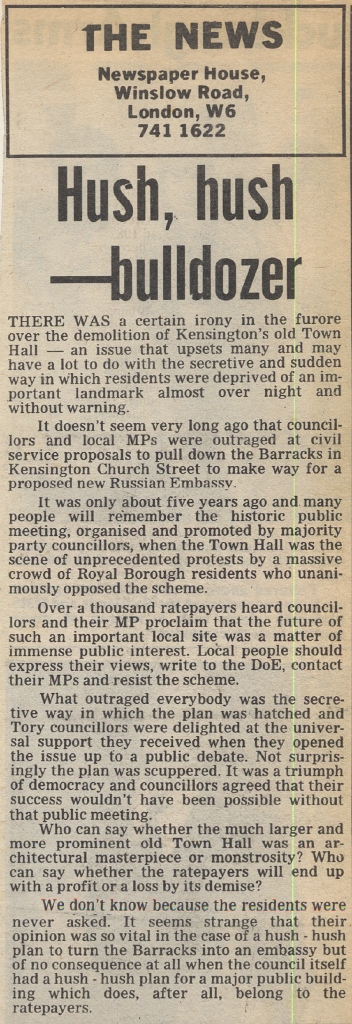 THE NEWS
Newspaper House,
Winslow Road,
London, W6
741 1622
Hush, hush
—bulldozer
THERE WAS a certain irony in the furore
over the demolition of Kensington's old Town
Hall — an issue that upsets many and may
have a lot to do with the secretive and sudden
way in which residents were deprived of an im-
portant landmark almost over night and
without warning.
It doesn't seem very long ago that council-
lors and local MPs were outraged at civil
service proposals to pull down the Barracks in
Kensington Church Street to make way for a
proposed new Russian Embassy.
It was only about five years ago and many
people will remember the historic public
meeting, organised and promoted by majority
party councillors, when the Town Hall was the
scene of unprecedented protests by a massive
crowd of Royal Borough residents who unani-
mously opposed the scheme.
Over a thousand ratepayers heard council-
lors and their MP proclaim that the future of
such an important local site was a matter of
immense public interest. Local people should
express their views, write to the DoE, contact
their MPs and resist the scheme.
What outraged everybody was the secre-
tive way in which the plan was hatched and
Tory councillors were delighted at the univer-
sal support they received when they opened
the issue up to a public debate. Not surpris-
ingly the plan was scuppered. It was a triumph
of democracy and councillors agreed that their
success wouldn't have been possible without
that public meeting.
Who can say whether the much larger and
more prominent old Town Hall was an ar-
chitectural masterpiece or monstrosity? Who
can say whether the ratepayers will end up
with a profit or a loss by its demise?
We don't know because the residents were
never asked. It seems strange that their
opinion was so vital in the case of a hush - hush
plan to turn the Barracks into an embassy but
of no consequence at all when the council itself
had a hush - hush plan for a major public build-
ing which does, after all, belong to the
ratepayers.